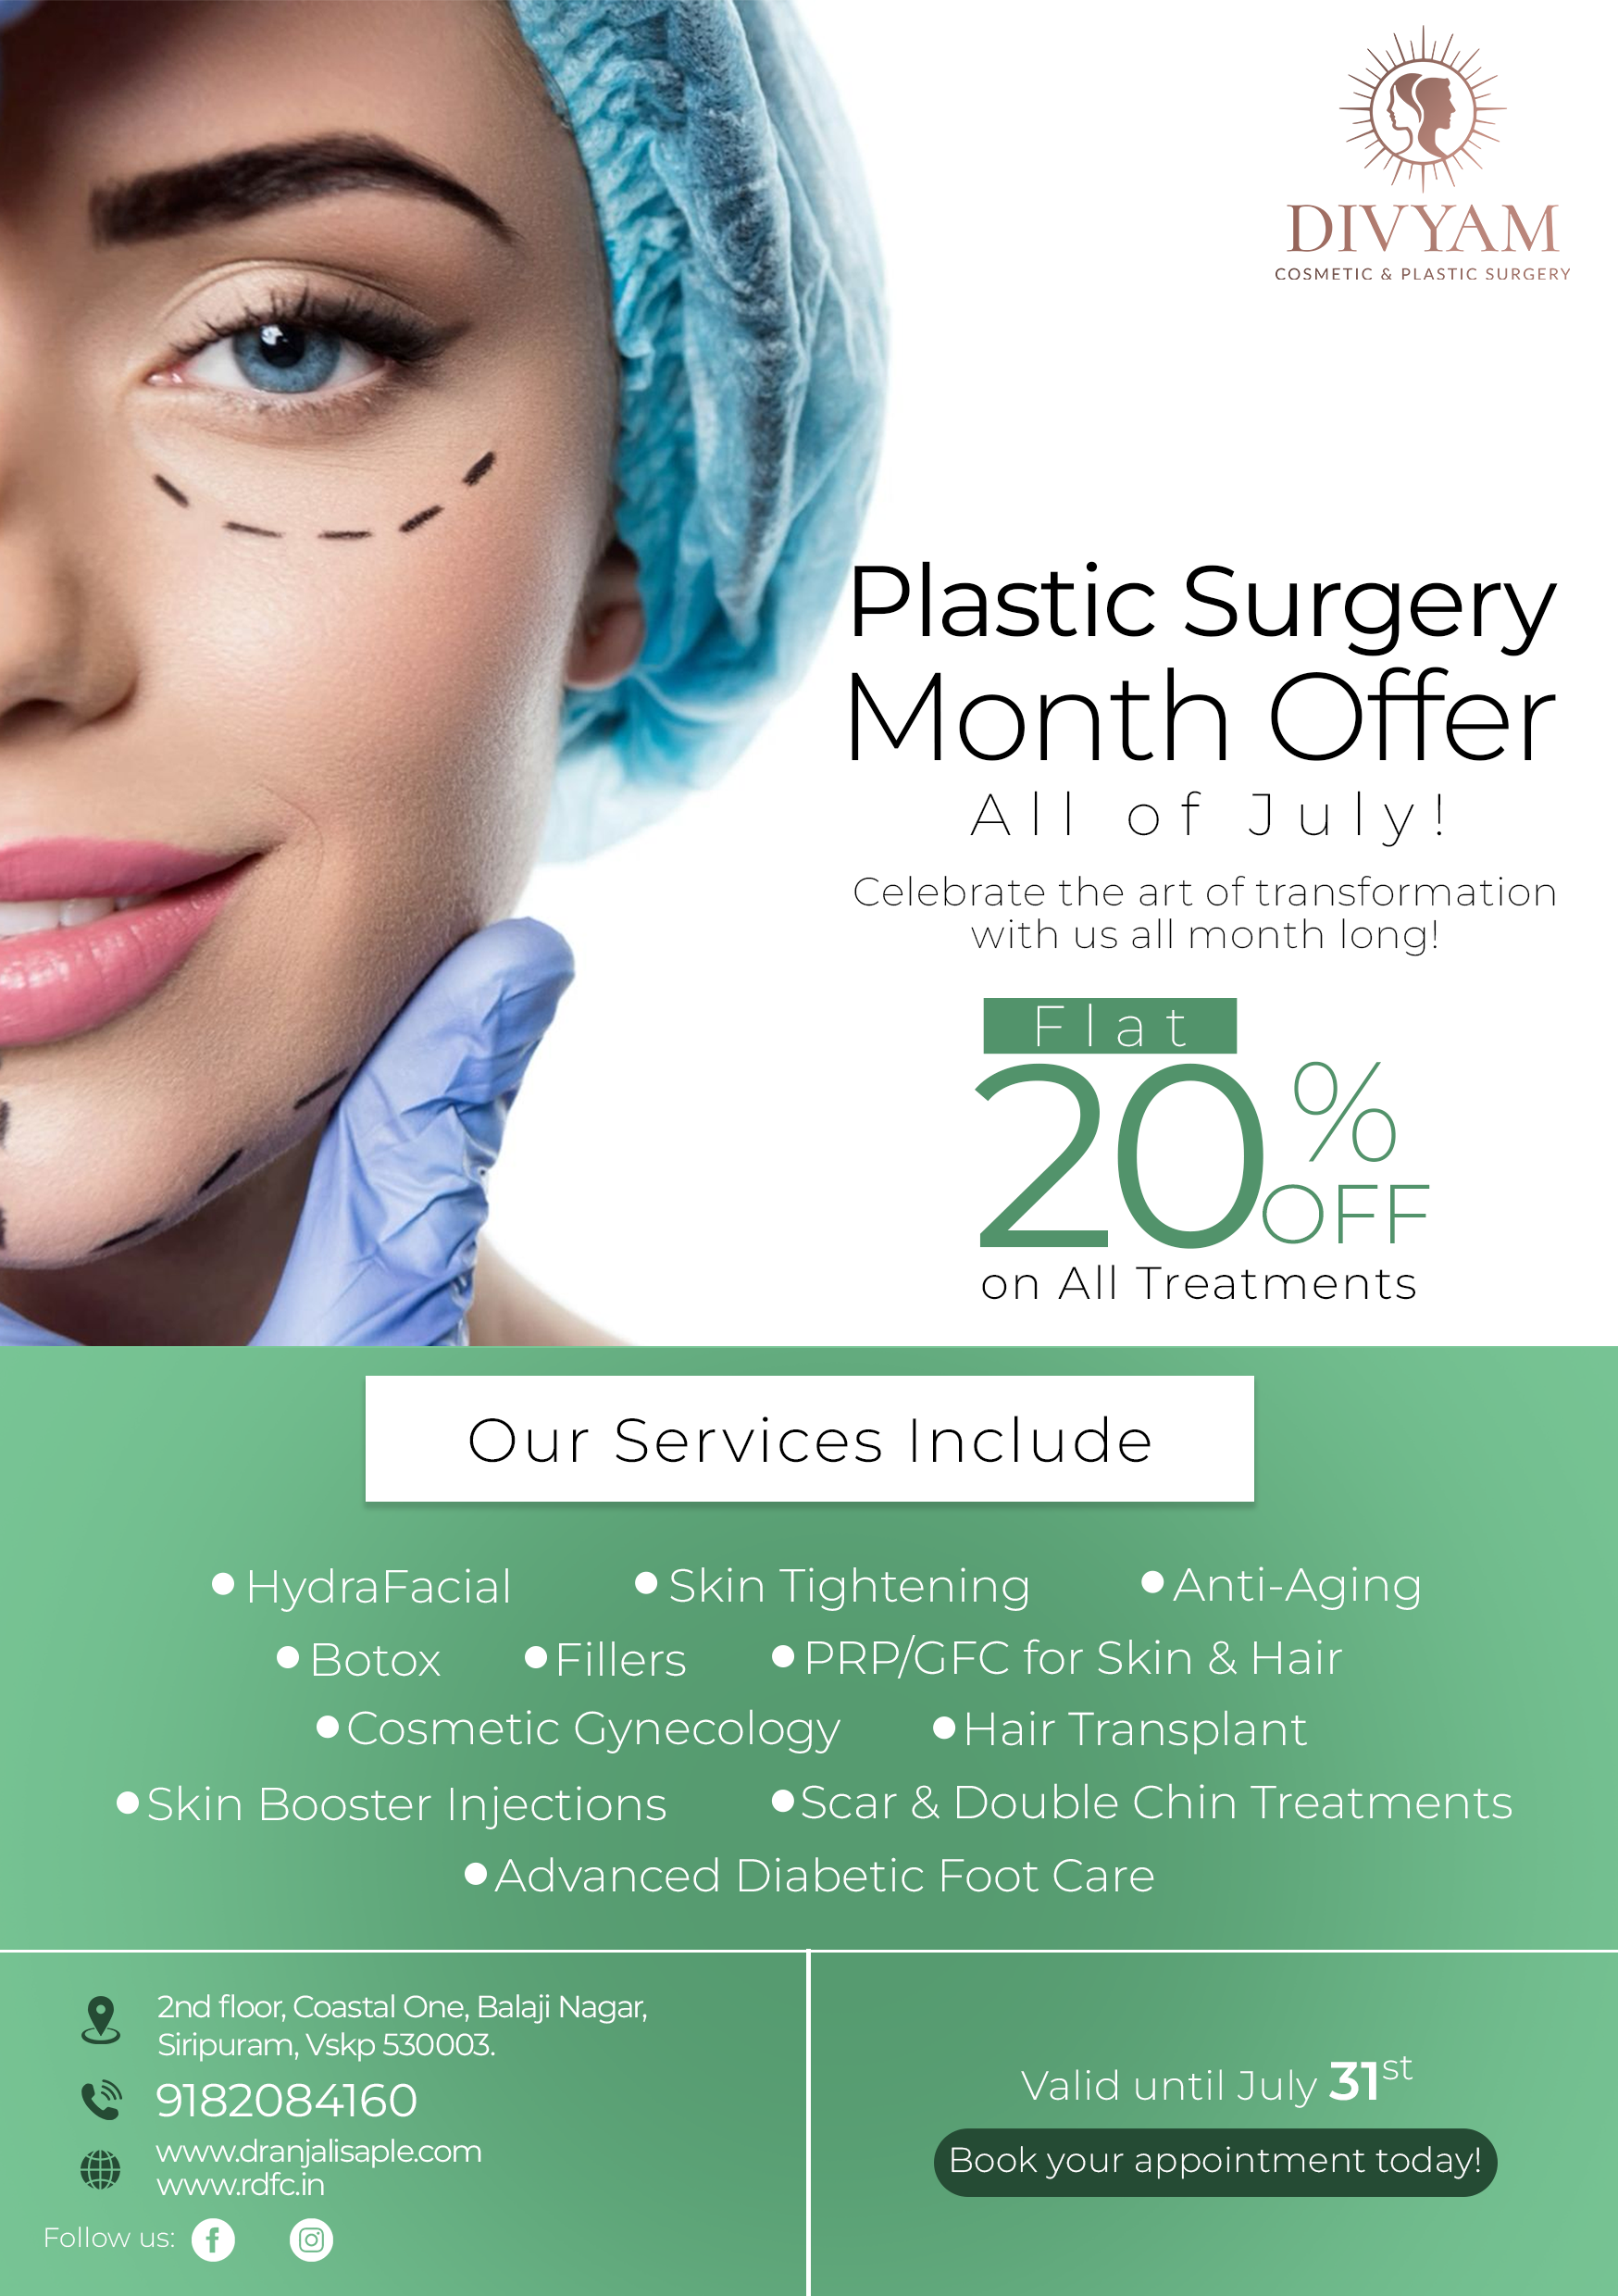 DIVYAM
COSMETIC & PLASTIC SURGERY
Plastic Surgery
Month Offer
All of July!
Celebrate the art of transformation
with us all month long!
Flat
20%
OFF
on All Treatments
Our Services Include
• HydraFacial • Skin Tightening • Anti-Aging
• Botox • Fillers • PRP/GFC for Skin & Hair
• Cosmetic Gynecology • Hair Transplant
• Skin Booster Injections • Scar & Double Chin Treatments
• Advanced Diabetic Foot Care
2nd floor, Coastal One, Balaji Nagar,
Siripuram, Vskp 530003.
9182084160
www.dranjalisaple.com
www.rdfc.in
Follow us:
Valid until July 31st
Book your appointment today!